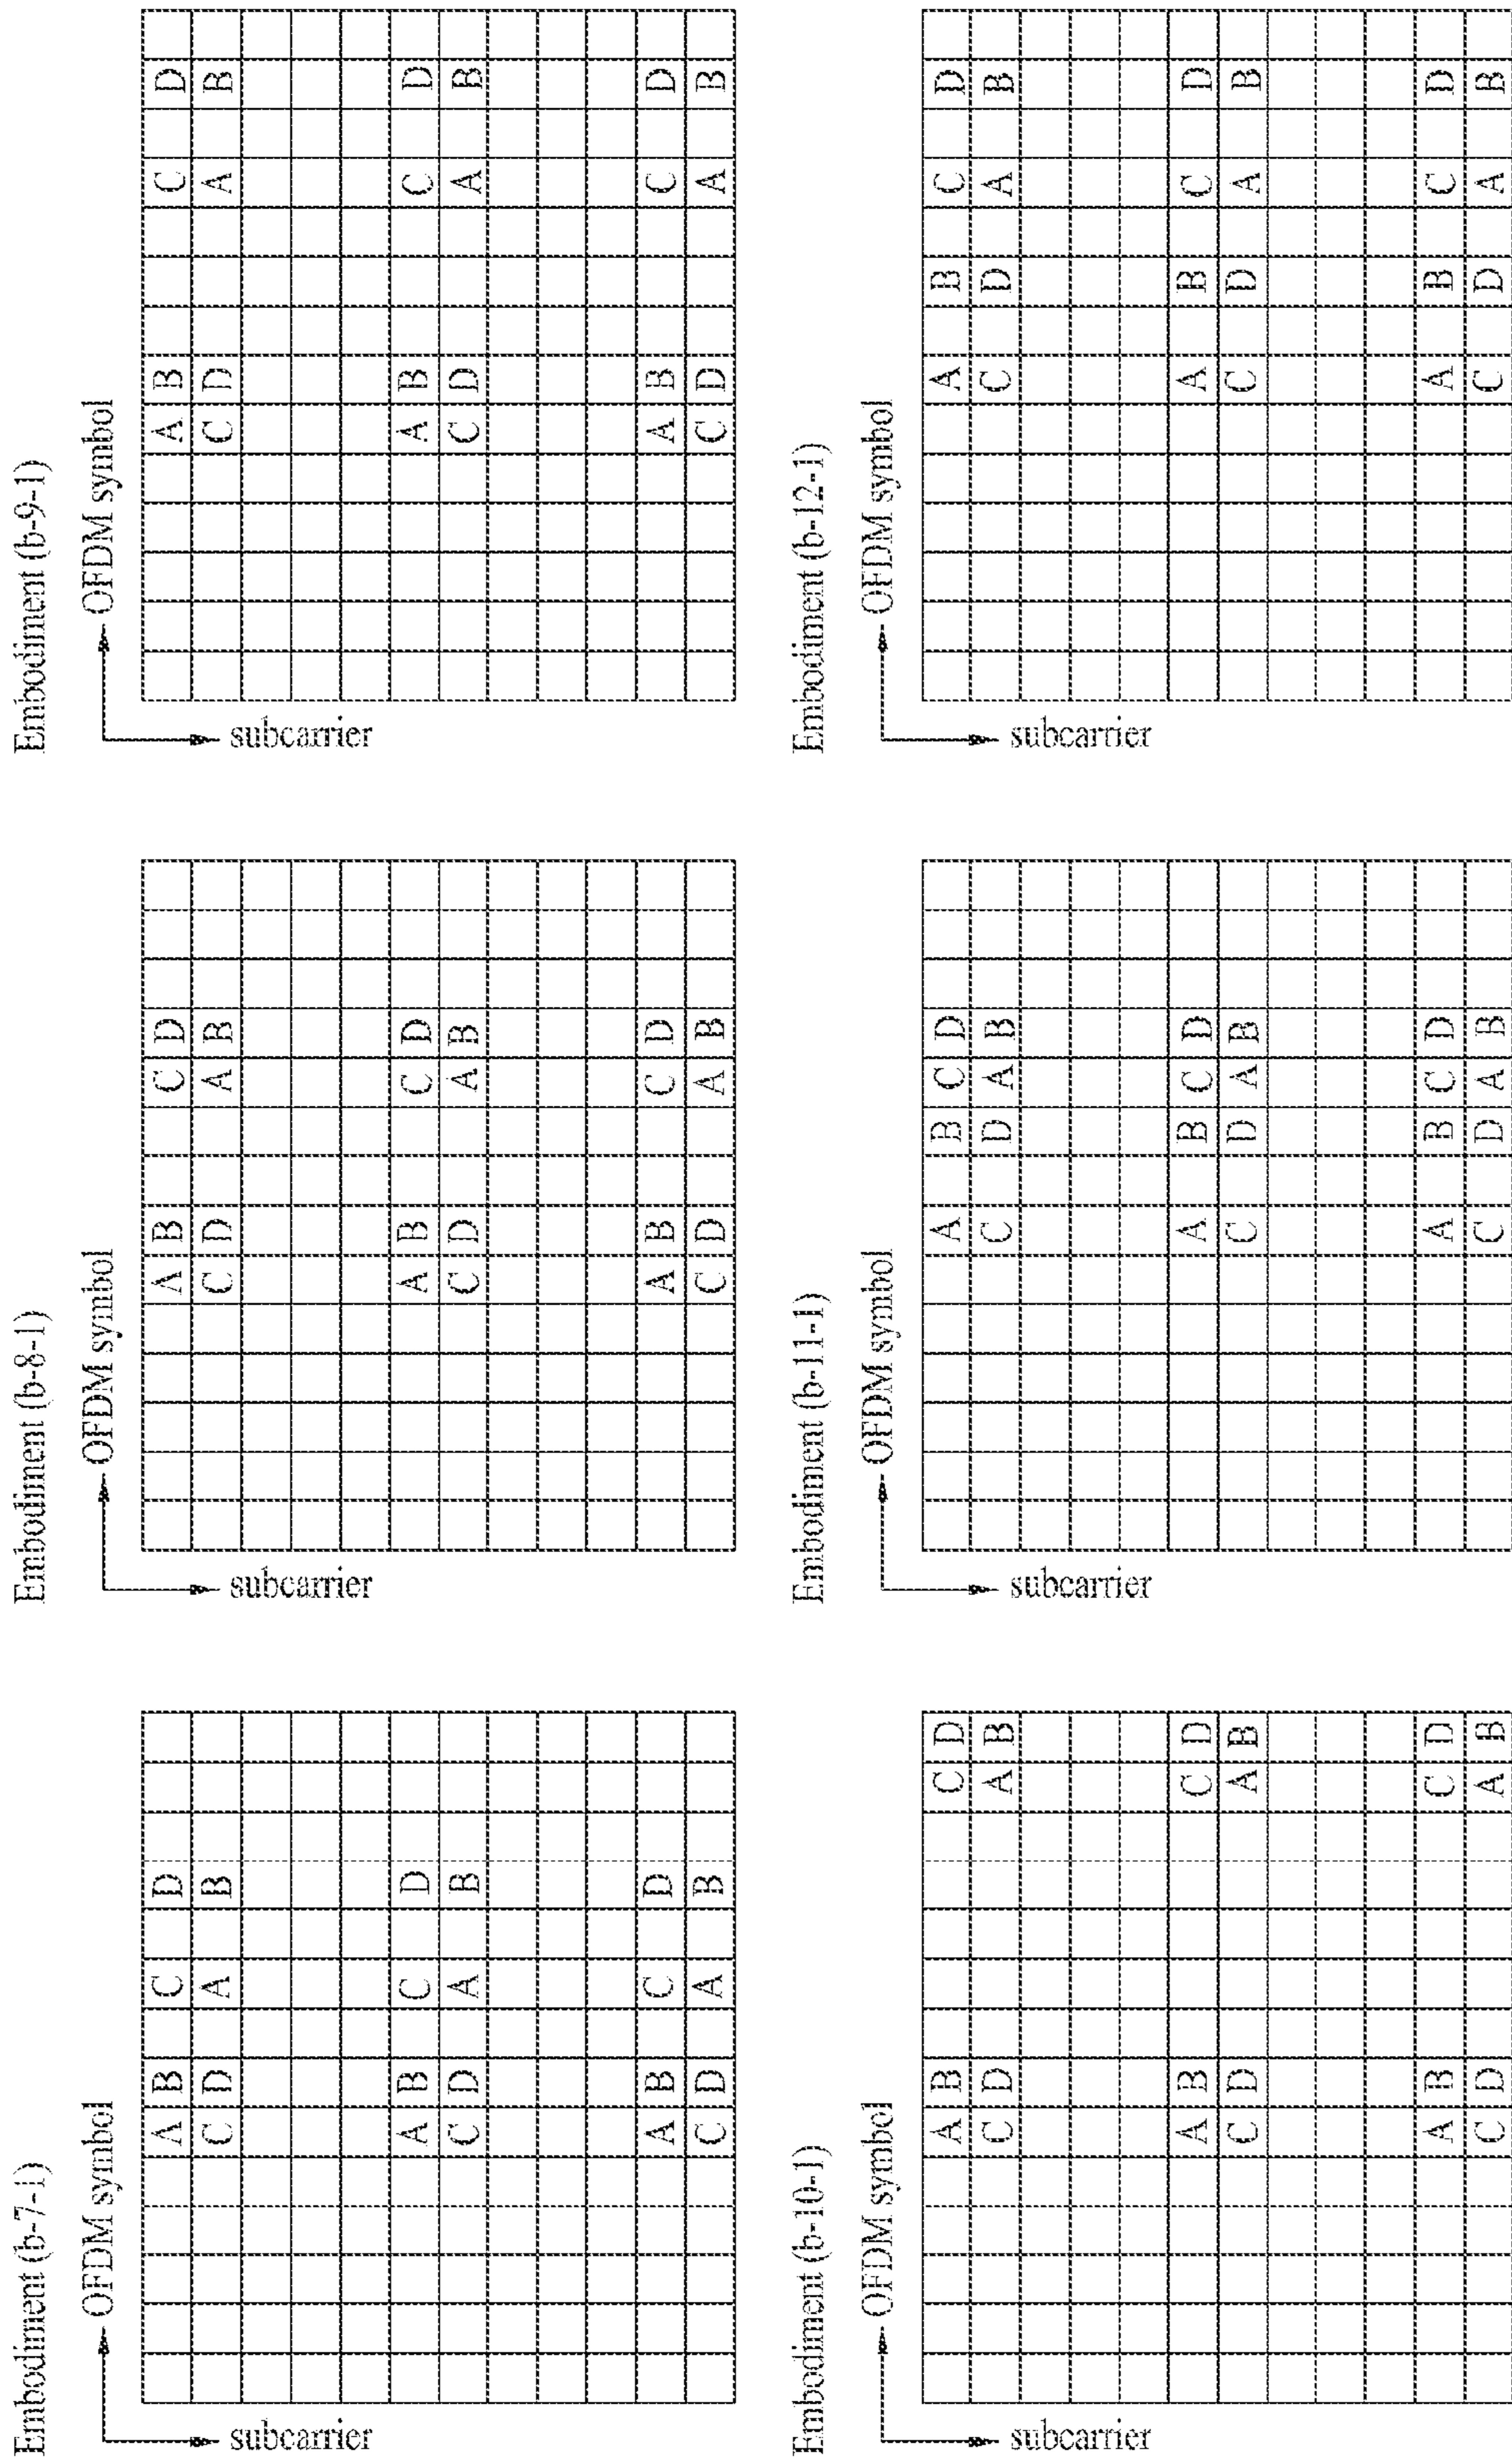 Embodiment (b-7-1)
OFDM symbol
subcarrier
A B C D
C D A B
A B C D
C D A B
A B C D
C D A B
Embodiment (b-8-1)
OFDM symbol
subcarrier
A B C D
C D A B
A B C D
C D A B
A B C D
C D A B
Embodiment (b-9-1)
OFDM symbol
subcarrier
A B C D
C D A B
A B C D
C D A B
A B C D
C D A B
Embodiment (b-10-1)
OFDM symbol
subcarrier
A B C D
C D A B
A B C D
C D A B
A B C D
C D A B
Embodiment (b-11-1)
OFDM symbol
subcarrier
A B C D
C D A B
A B C D
C D A B
A B C D
C D A B
Embodiment (b-12-1)
OFDM symbol
subcarrier
A B C D
C D A B
A B C D
C D A B
A B C D
C D A B